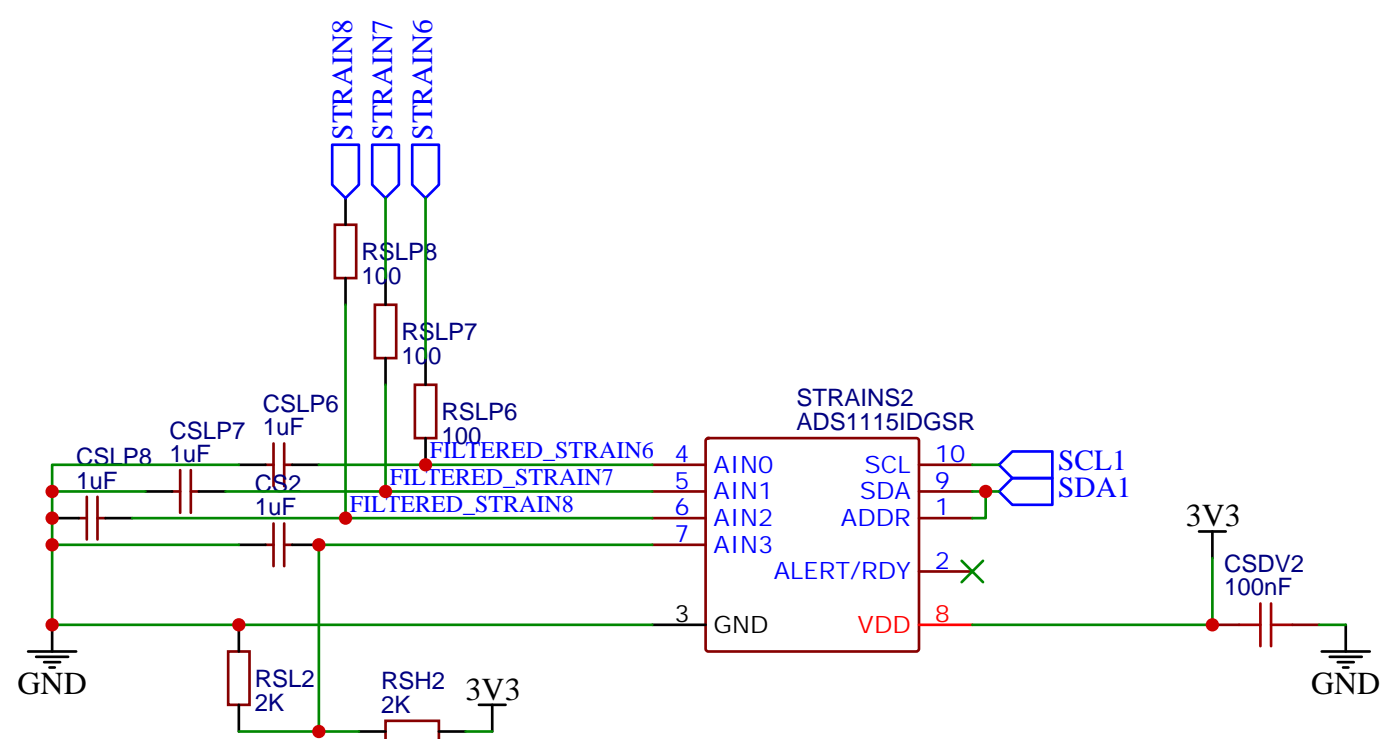 STRAIN8
STRAIN7
STRAIN6
RSLP8
100
RSLP7
100
RSLP6
100
CSLP6
1uF
CSLP7
1uF
CSLP8
1uF
CS2
1uF
FILTERED_STRAIN6
FILTERED_STRAIN7
FILTERED_STRAIN8
STRAINS2
ADS1115IDGSR
4 AIN0 SCL 10 SCL1
5 AIN1 SDA 9 SDA1
6 AIN2 ADDR 1
7 AIN3
ALERT/RDY 2
3 GND VDD 8
3V3
CSDV2
100nF
GND
GND
RSL2
2K
RSH2
2K
3V3